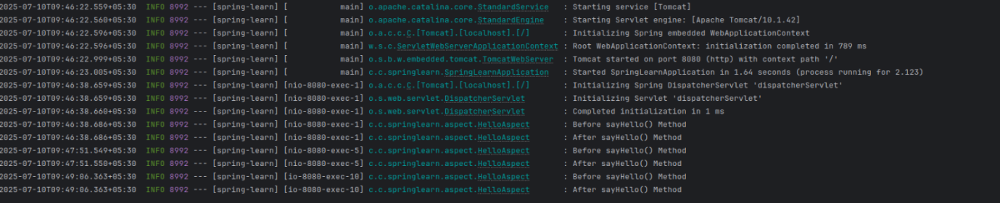 2025-07-10T09:46:22.559+05:30  INFO 8992 --- [spring-learn] [           main] o.apache.catalina.core.StandardService   : Starting service [Tomcat]
2025-07-10T09:46:22.560+05:30  INFO 8992 --- [spring-learn] [           main] o.apache.catalina.core.StandardEngine    : Starting Servlet engine: [Apache Tomcat/10.1.42]
2025-07-10T09:46:22.596+05:30  INFO 8992 --- [spring-learn] [           main] o.a.c.c.C.[Tomcat].[localhost].[/]       : Initializing Spring embedded WebApplicationContext
2025-07-10T09:46:22.596+05:30  INFO 8992 --- [spring-learn] [           main] w.s.c.ServletWebServerApplicationContext : Root WebApplicationContext: initialization completed in 789 ms
2025-07-10T09:46:22.999+05:30  INFO 8992 --- [spring-learn] [           main] o.s.b.w.embedded.tomcat.TomcatWebServer  : Tomcat started on port 8080 (http) with context path '/'
2025-07-10T09:46:23.005+05:30  INFO 8992 --- [spring-learn] [           main] c.c.springlearn.SpringLearnApplication   : Started SpringLearnApplication in 1.64 seconds (process running for 2.123)
2025-07-10T09:46:38.659+05:30  INFO 8992 --- [spring-learn] [nio-8080-exec-1] o.a.c.c.C.[Tomcat].[localhost].[/]       : Initializing Spring DispatcherServlet 'dispatcherServlet'
2025-07-10T09:46:38.659+05:30  INFO 8992 --- [spring-learn] [nio-8080-exec-1] o.s.web.servlet.DispatcherServlet        : Initializing Servlet 'dispatcherServlet'
2025-07-10T09:46:38.660+05:30  INFO 8992 --- [spring-learn] [nio-8080-exec-1] o.s.web.servlet.DispatcherServlet        : Completed initialization in 1 ms
2025-07-10T09:46:38.686+05:30  INFO 8992 --- [spring-learn] [nio-8080-exec-1] c.c.springlearn.aspect.HelloAspect       : Before sayHello() Method
2025-07-10T09:46:38.686+05:30  INFO 8992 --- [spring-learn] [nio-8080-exec-1] c.c.springlearn.aspect.HelloAspect       : After sayHello() Method
2025-07-10T09:47:51.549+05:30  INFO 8992 --- [spring-learn] [nio-8080-exec-5] c.c.springlearn.aspect.HelloAspect       : Before sayHello() Method
2025-07-10T09:47:51.550+05:30  INFO 8992 --- [spring-learn] [nio-8080-exec-5] c.c.springlearn.aspect.HelloAspect       : After sayHello() Method
2025-07-10T09:49:06.363+05:30  INFO 8992 --- [spring-learn] [io-8080-exec-10] c.c.springlearn.aspect.HelloAspect       : Before sayHello() Method
2025-07-10T09:49:06.363+05:30  INFO 8992 --- [spring-learn] [io-8080-exec-10] c.c.springlearn.aspect.HelloAspect       : After sayHello() Method